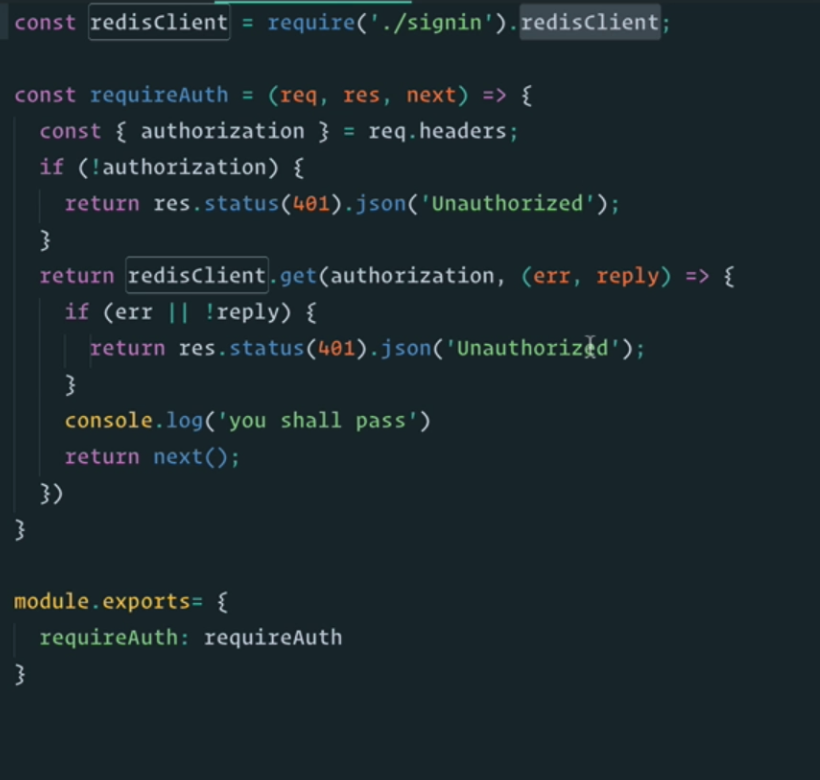 const redisClient = require('./signin').redisClient;
const requireAuth = (req, res, next) => {
const { authorization } = req.headers;
if (!authorization) {
return res.status(401).json('Unauthorized');
}
return redisClient.get(authorization, (err, reply) => {
if (err || !reply) {
return res.status(401).json('Unauthorized');
}
console.log('you shall pass')
return next();
})
}
module.exports= {
requireAuth: requireAuth
}